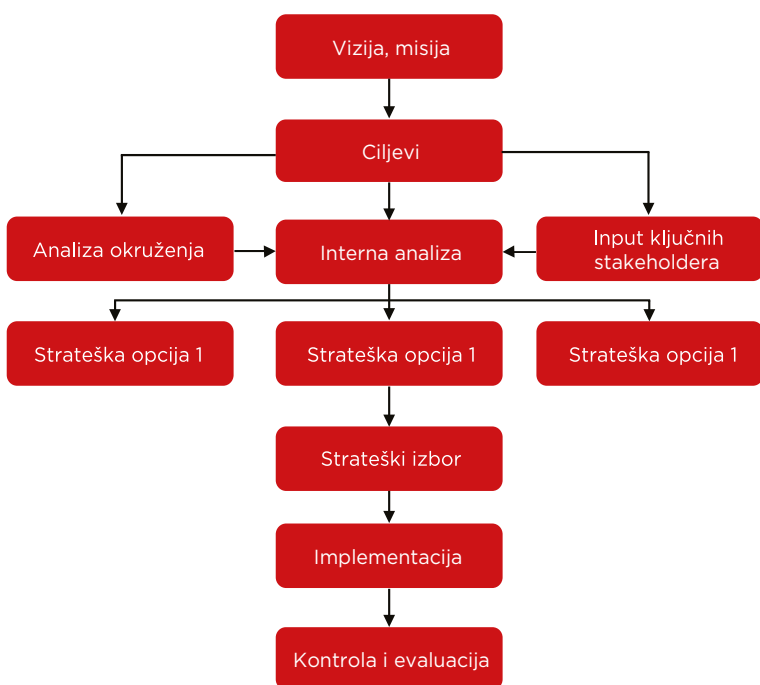 Vizija, misija
Ciljevi
Analiza okruženja
Interna analiza
Input ključnih
stakeholdera
Strateška opcija 1
Strateška opcija 1
Strateška opcija 1
Strateški izbor
Implementacija
Kontrola i evaluacija